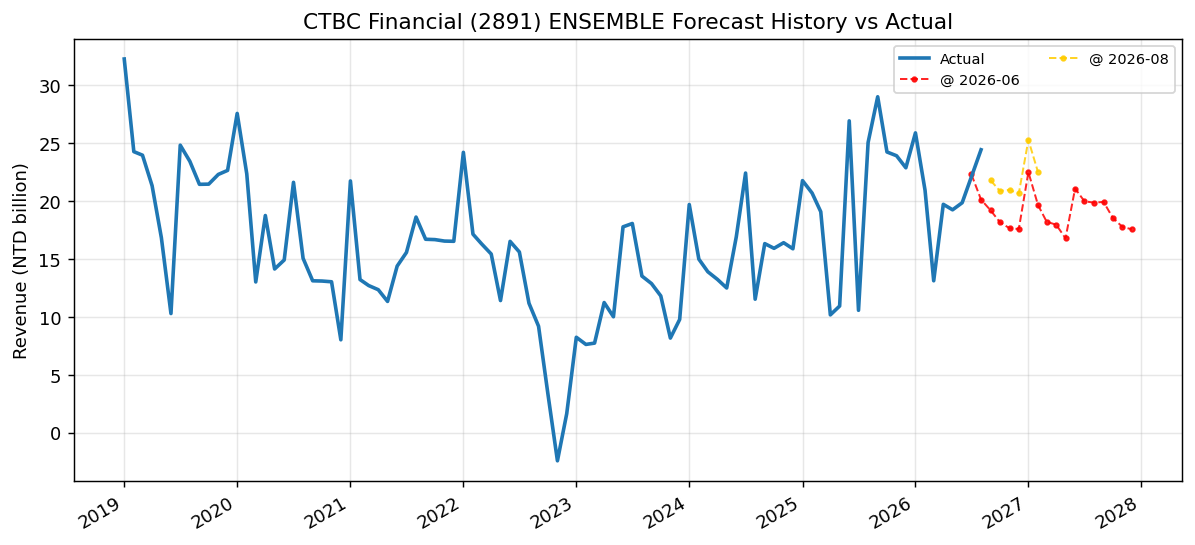 CTBC Financial (2891) ENSEMBLE Forecast History vs Actual
Revenue (NTD billion)
30
25
20
15
10
5
0
Actual
@ 2026-06
@ 2026-08
2019 2020 2021 2022 2023 2024 2025 2026 2027 2028